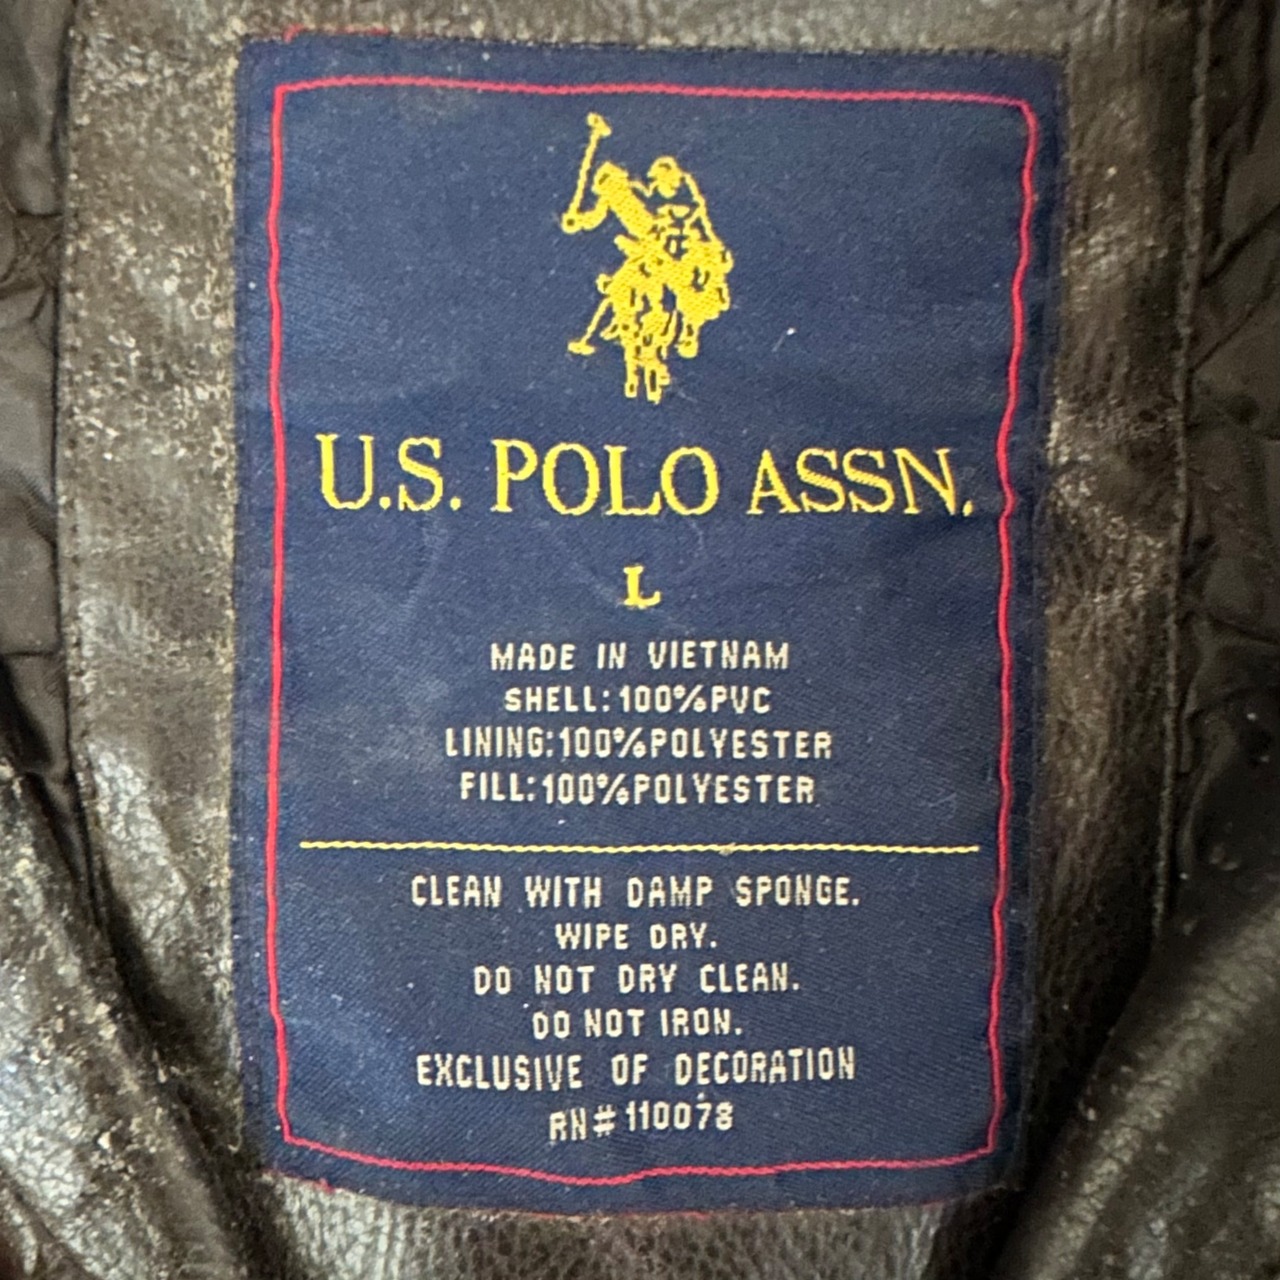 U.S. POLO ASSN.
L
MADE IN VIETNAM
SHELL:100%PVC
LINING:100%POLYESTER
FILL:100%POLYESTER
CLEAN WITH DAMP SPONGE.
WIPE DRY.
DO NOT DRY CLEAN.
DO NOT IRON.
EXCLUSIVE OF DECORATION
RN#110078